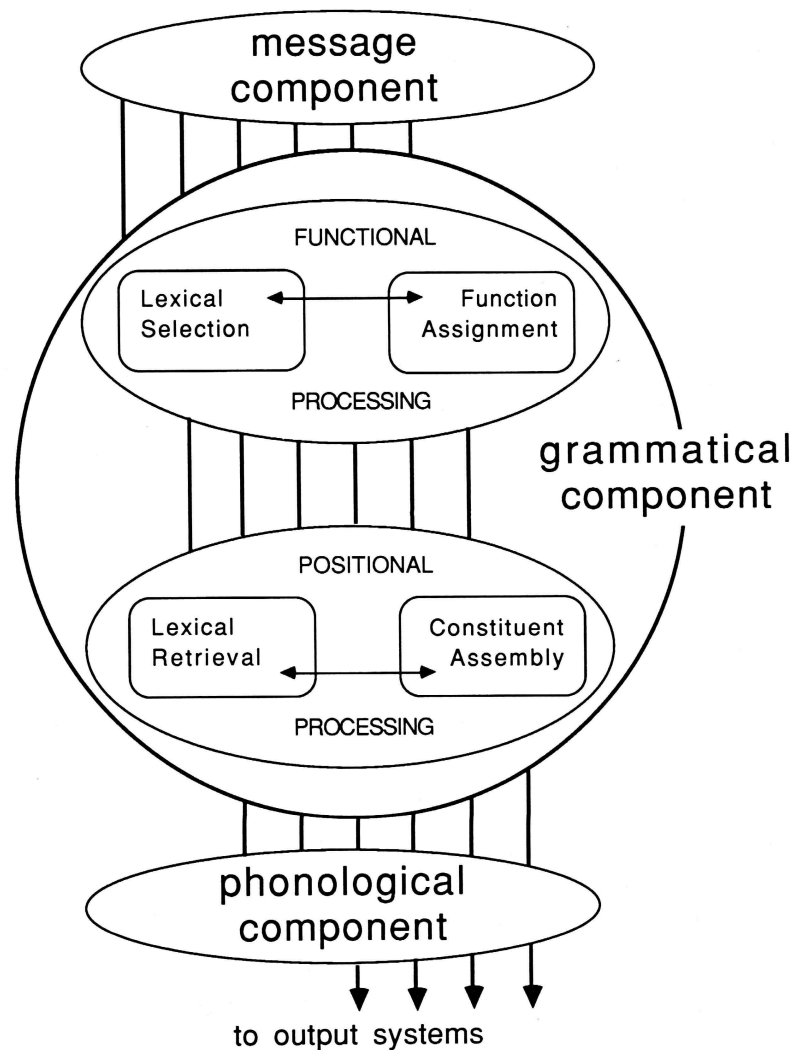 message
component
FUNCTIONAL
Lexical
Selection
Function
Assignment
PROCESSING
grammatical
component
POSITIONAL
Lexical
Retrieval
Constituent
Assembly
PROCESSING
phonological
component
to output systems